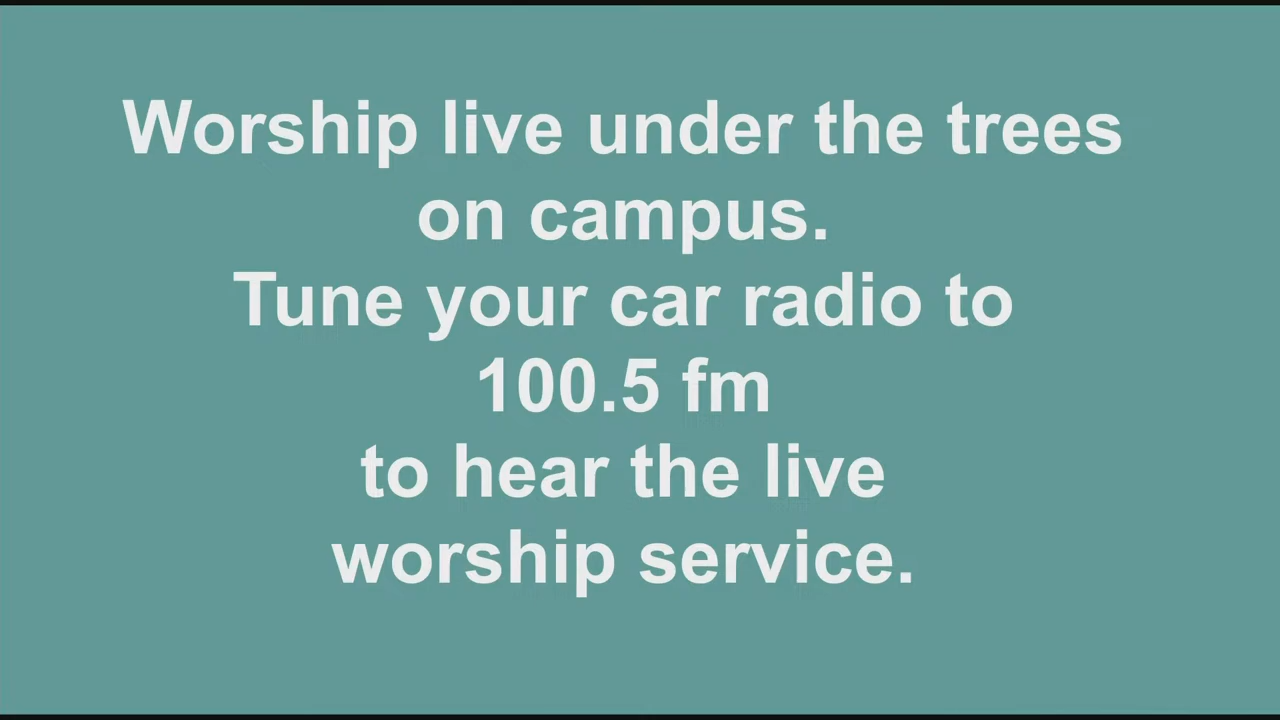 Worship live under the trees
on campus.
Tune your car radio to
100.5 fm
to hear the live
worship service.